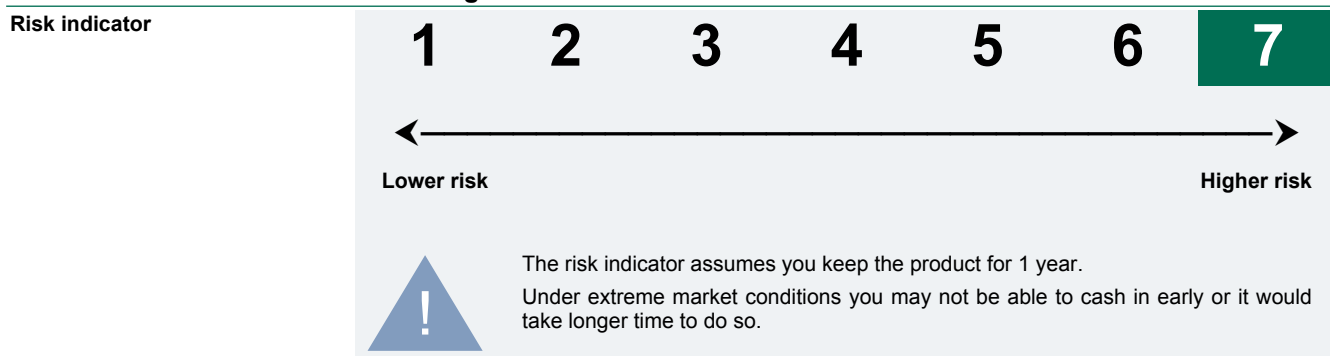 Risk indicator
1 2 3 4 5 6 7
Lower risk Higher risk
!
The risk indicator assumes you keep the product for 1 year.
Under extreme market conditions you may not be able to cash in early or it would
take longer time to do so.